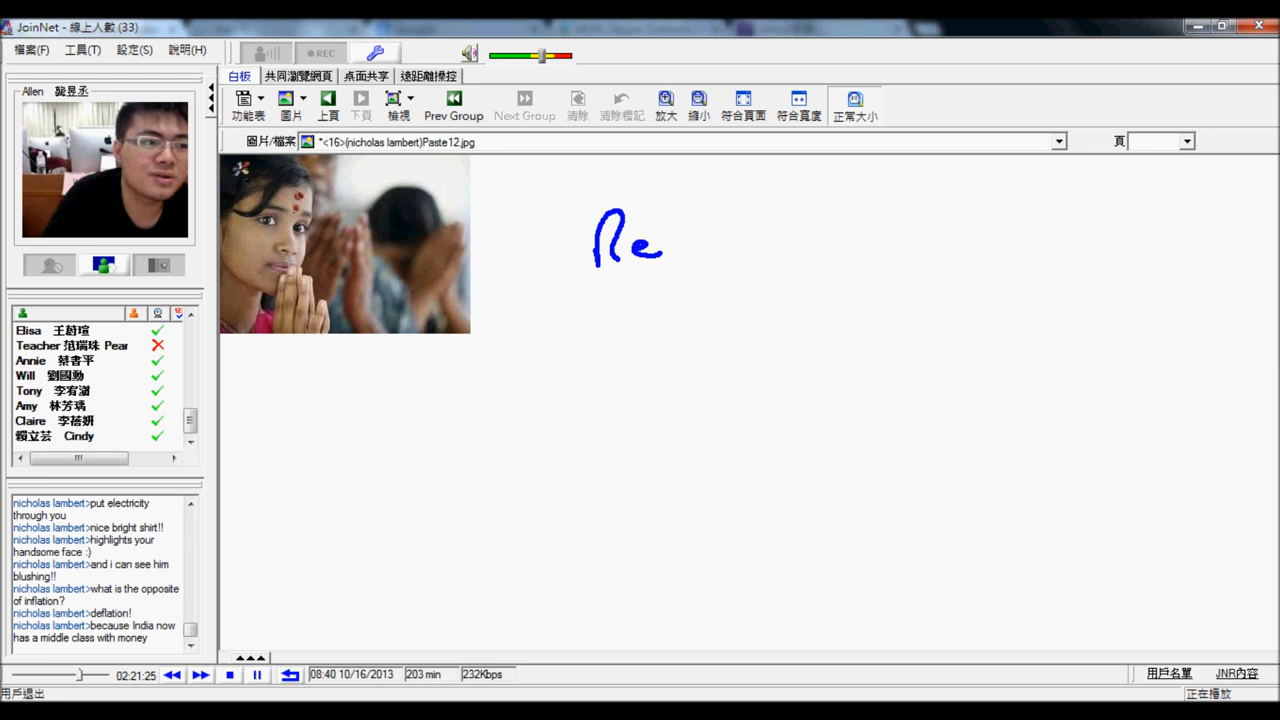 JoinNet - 線上人數 (33)
檔案(F) 工具(T) 設定(S) 說明(H)
REC
Allen 龔昱丞
白板 共同瀏覽網頁 桌面共享 遠距離操控
功能表 圖片 上頁 下頁 檢視 Prev Group Next Group 清除 清除標記 放大 縮小 符合頁面 符合寬度 正常大小
圖片/檔案 *<16>(nicholas lambert)Paste12.jpg 頁
Re
Elisa 王蒔瑄
Teacher 范瑞珠 Pear
Annie 蔡書平
Will 劉國勳
Tony 李宥澍
Amy 林芳瑀
Claire 李蓓妍
賴立芸 Cindy
nicholas lambert>put electricity
through you
nicholas lambert>nice bright shirt!!
nicholas lambert>highlights your
handsome face :)
nicholas lambert>and i can see him
blushing!!
nicholas lambert>what is the opposite
of inflation?
nicholas lambert>deflation!
nicholas lambert>because India now
has a middle class with money
02:21:25 08:40 10/16/2013 203 min 232Kbps 用戶名單 JNR內容
用戶退出 正在播放